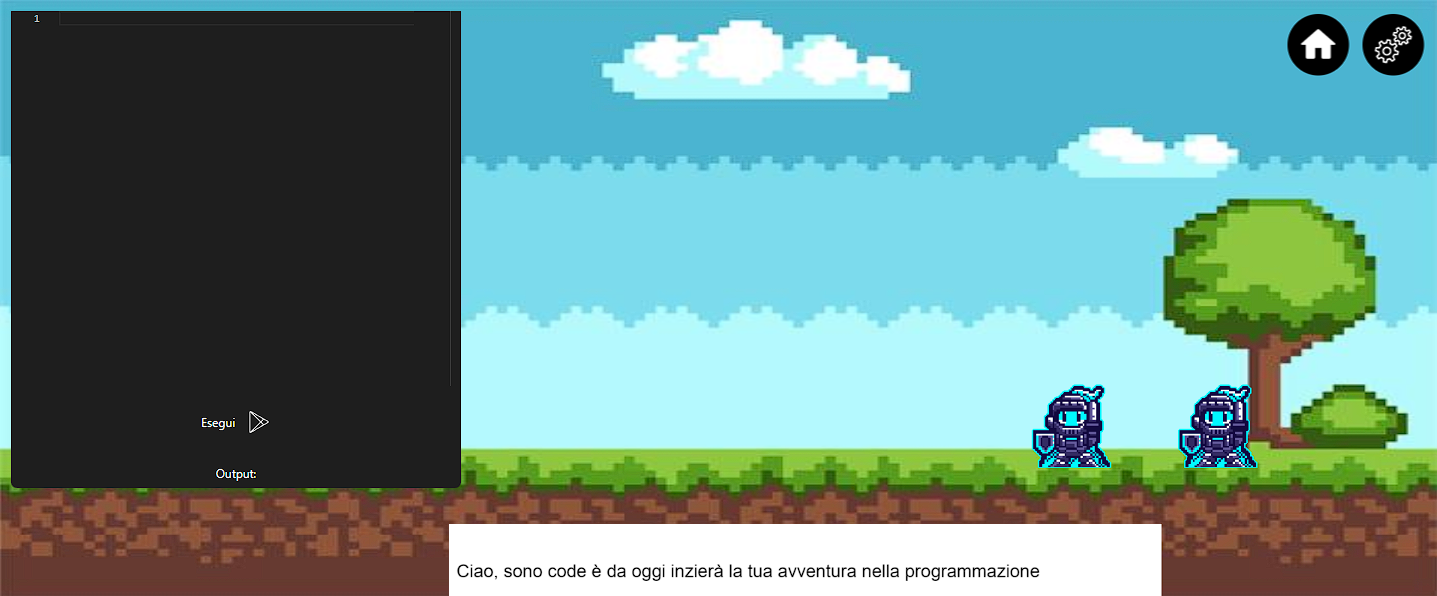 1
Esegui
Output:
Ciao, sono code è da oggi inzierà la tua avventura nella programmazione